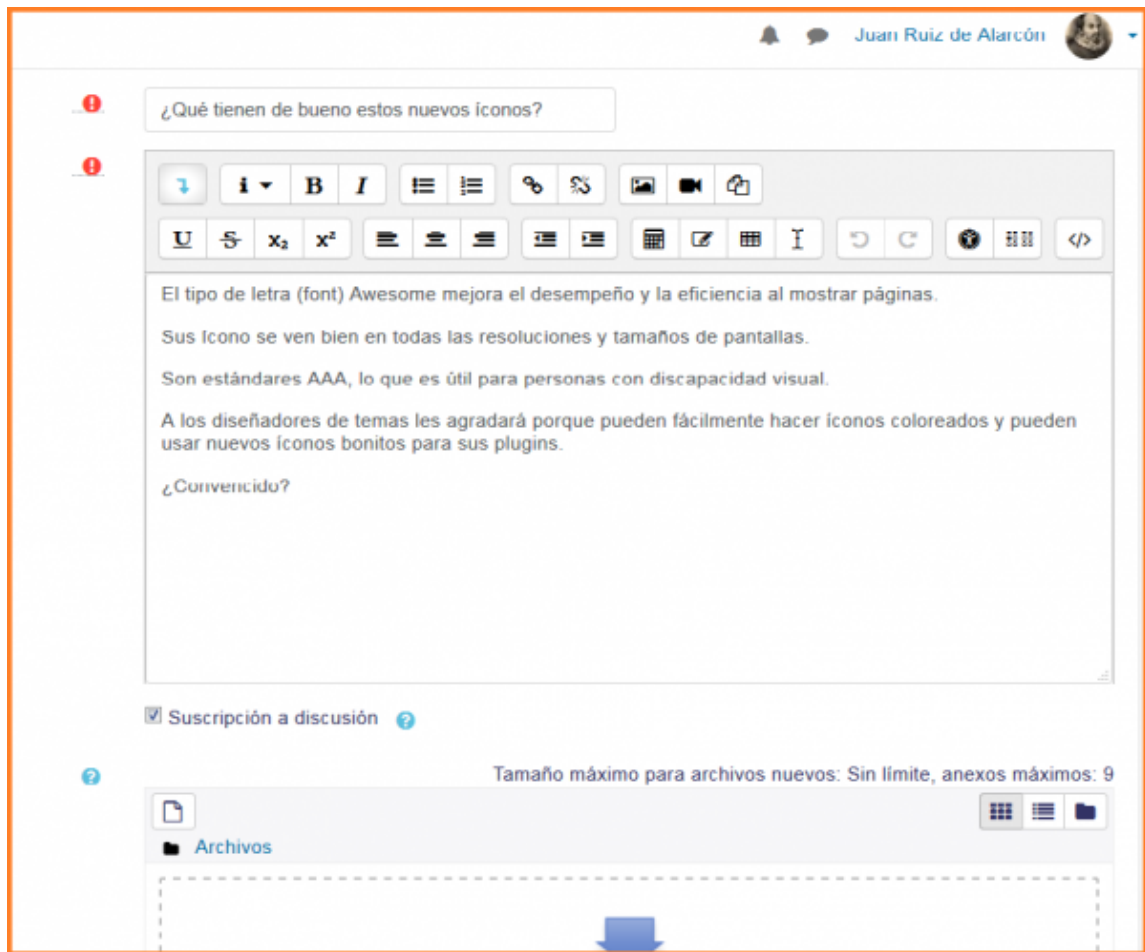 Juan Ruiz de Alarcón
¿Qué tienen de bueno estos nuevos íconos?
i B I
U S x₂ x² </>
El tipo de letra (font) Awesome mejora el desempeño y la eficiencia al mostrar páginas.
Sus ícono se ven bien en todas las resoluciones y tamaños de pantallas.
Son estándares AAA, lo que es útil para personas con discapacidad visual.
A los diseñadores de temas les agradará porque pueden fácilmente hacer íconos coloreados y pueden
usar nuevos íconos bonitos para sus plugins.
¿Convencido?
Suscripción a discusión
Tamaño máximo para archivos nuevos: Sin límite, anexos máximos: 9
Archivos